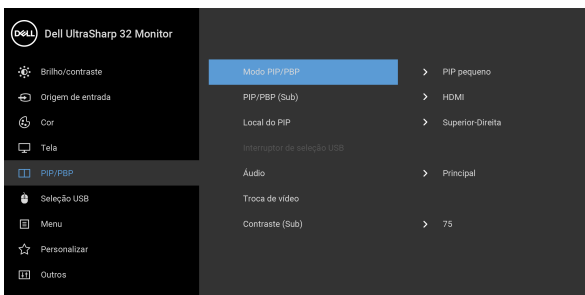 DELL Dell UltraSharp 32 Monitor
Brilho/contraste Modo PIP/PBP PIP pequeno
Origem de entrada PIP/PBP (Sub) HDMI
Cor Local do PIP Superior-Direita
Tela Interruptor de seleção USB
PIP/PBP Áudio Principal
Seleção USB Troca de vídeo
Menu Contraste (Sub) 75
Personalizar
Outros